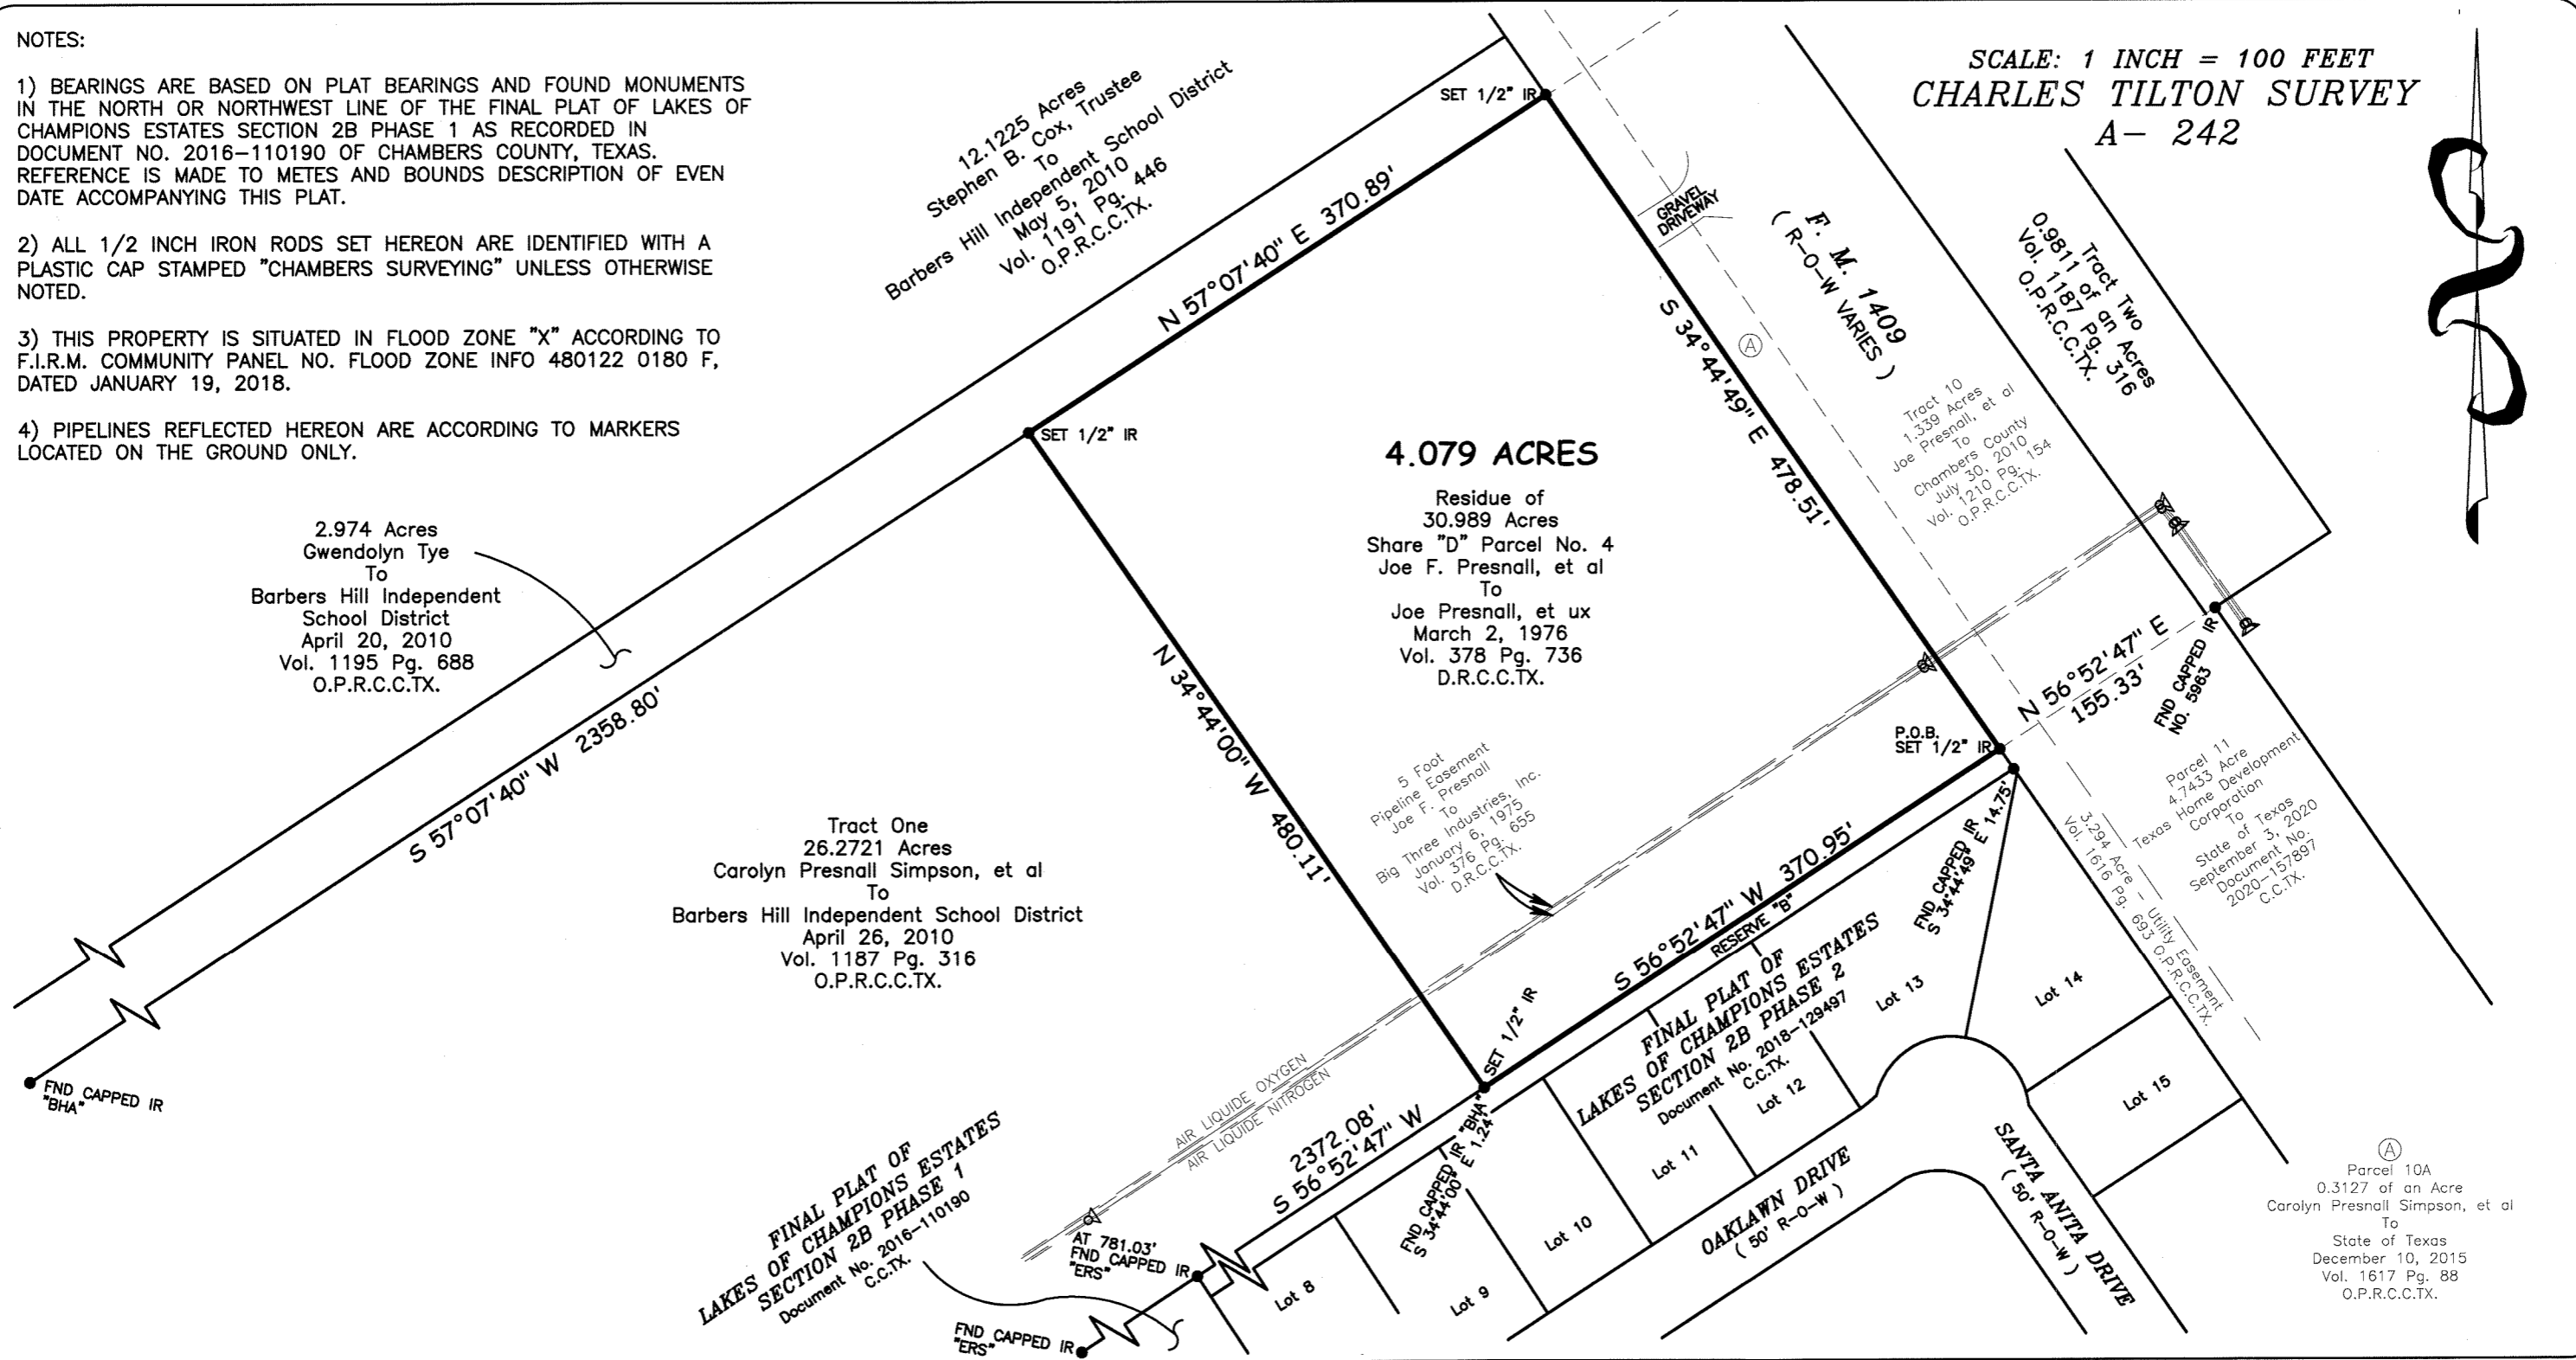 NOTES:
1) BEARINGS ARE BASED ON PLAT BEARINGS AND FOUND MONUMENTS
IN THE NORTH OR NORTHWEST LINE OF THE FINAL PLAT OF LAKES OF
CHAMPIONS ESTATES SECTION 2B PHASE 1 AS RECORDED IN
DOCUMENT NO. 2016-110190 OF CHAMBERS COUNTY, TEXAS.
REFERENCE IS MADE TO METES AND BOUNDS DESCRIPTION OF EVEN
DATE ACCOMPANYING THIS PLAT.
2) ALL 1/2 INCH IRON RODS SET HEREON ARE IDENTIFIED WITH A
PLASTIC CAP STAMPED "CHAMBERS SURVEYING" UNLESS OTHERWISE
NOTED.
3) THIS PROPERTY IS SITUATED IN FLOOD ZONE "X" ACCORDING TO
F.I.R.M. COMMUNITY PANEL NO. FLOOD ZONE INFO 480122 0180 F,
DATED JANUARY 19, 2018.
4) PIPELINES REFLECTED HEREON ARE ACCORDING TO MARKERS
LOCATED ON THE GROUND ONLY.
SCALE: 1 INCH = 100 FEET
CHARLES TILTON SURVEY
A- 242
12.1225 Acres
Stephen B. Cox, Trustee
To
Barbers Hill Independent School District
May 5, 2010
Vol. 1191 Pg. 446
O.P.R.C.C.TX.
SET 1/2" IR
N 57°07'40" E 370.89'
GRAVEL
DRIVEWAY
F. M. 1409
( R-O-W VARIES )
Tract Two
0.9811 of an Acres
Vol. 1187 Pg. 316
O.P.R.C.C.TX.
S 34°44'49" E 478.51'
A
Tract 10
1.339 Acres
Joe Presnall, et al
To
Chambers County
July 30, 2010
Vol. 1210 Pg. 154
O.P.R.C.C.TX.
SET 1/2" IR
4.079 ACRES
Residue of
30.989 Acres
Share "D" Parcel No. 4
Joe F. Presnall, et al
To
Joe Presnall, et ux
March 2, 1976
Vol. 378 Pg. 736
D.R.C.C.TX.
2.974 Acres
Gwendolyn Tye
To
Barbers Hill Independent
School District
April 20, 2010
Vol. 1195 Pg. 688
O.P.R.C.C.TX.
S 57°07'40" W 2358.80'
N 34°44'00" W 480.11'
N 56°52'47" E
155.33'
FND CAPPED IR
NO. 5963
P.O.B.
SET 1/2" IR
5 Foot
Pipeline Easement
Joe F. Presnall
To
Big Three Industries, Inc.
January 6, 1975
Vol. 376 Pg. 655
D.R.C.C.TX.
Parcel 11
4.7433 Acre
Texas Home Development
Corporation
To
State of Texas
September 3, 2020
Document No.
2020-157897
C.C.TX.
3.294 Acre - Utility Easement
Vol. 1616 Pg. 693 O.P.R.C.C.TX.
Tract One
26.2721 Acres
Carolyn Presnall Simpson, et al
To
Barbers Hill Independent School District
April 26, 2010
Vol. 1187 Pg. 316
O.P.R.C.C.TX.
S 56°52'47" W 370.95'
RESERVE "B"
FND CAPPED IR
S 34°44'49" E 14.75'
FINAL PLAT OF
LAKES OF CHAMPIONS ESTATES
SECTION 2B PHASE 2
Document No. 2018-129497
C.C.TX.
Lot 13
Lot 14
Lot 15
Lot 12
Lot 11
Lot 10
Lot 9
Lot 8
SET 1/2" IR
FND CAPPED IR "BHA"
S 34°44'00" E 1.24'
FND CAPPED IR
"BHA"
AIR LIQUIDE OXYGEN
AIR LIQUIDE NITROGEN
2372.08'
S 56°52'47" W
AT 781.03'
FND CAPPED IR
"ERS"
FND CAPPED IR
"ERS"
FINAL PLAT OF
LAKES OF CHAMPIONS ESTATES
SECTION 2B PHASE 1
Document No. 2016-110190
C.C.TX.
OAKLAWN DRIVE
( 50' R-O-W )
SANTA ANITA DRIVE
( 50' R-O-W )
A
Parcel 10A
0.3127 of an Acre
Carolyn Presnall Simpson, et al
To
State of Texas
December 10, 2015
Vol. 1617 Pg. 88
O.P.R.C.C.TX.